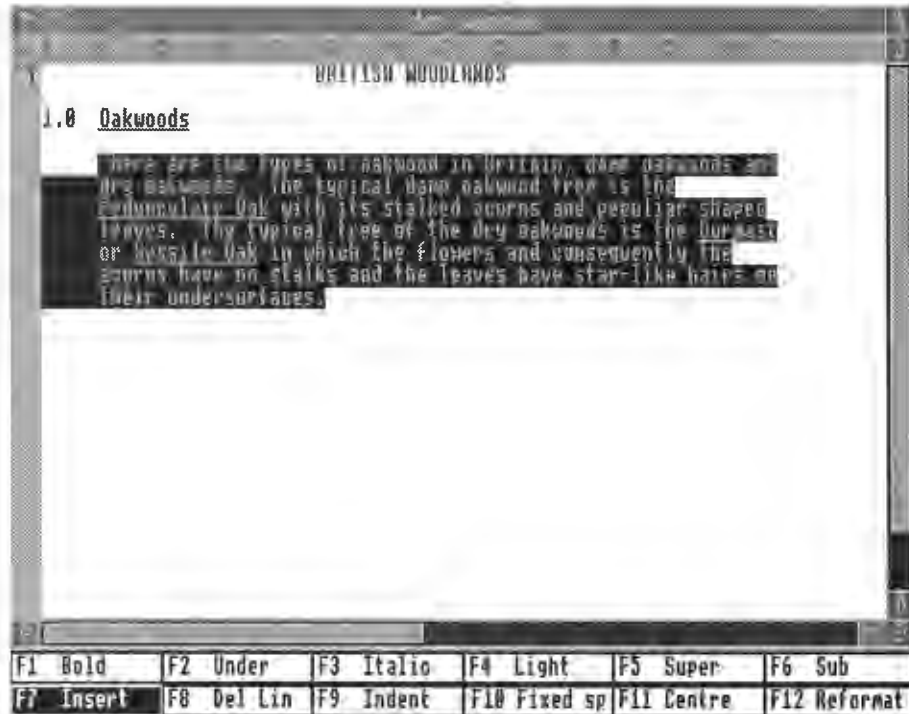 BRITISH WOODLANDS
1.0 Oakwoods
There are two types of oakwood in Britain, damp oakwoods and
dry oakwoods. The typical damp oakwood tree is the
Pedunculate Oak with its stalked acorns and peculiar shaped
leaves. The typical tree of the dry oakwoods is the Durmast
or Sessile Oak in which the flowers and consequently the
acorns have no stalks and the leaves have star-like hairs on
their undersurfaces.
F1 Bold F2 Under F3 Italic F4 Light F5 Super F6 Sub
F7 Insert F8 Del Lin F9 Indent F10 Fixed sp F11 Centre F12 Reformat